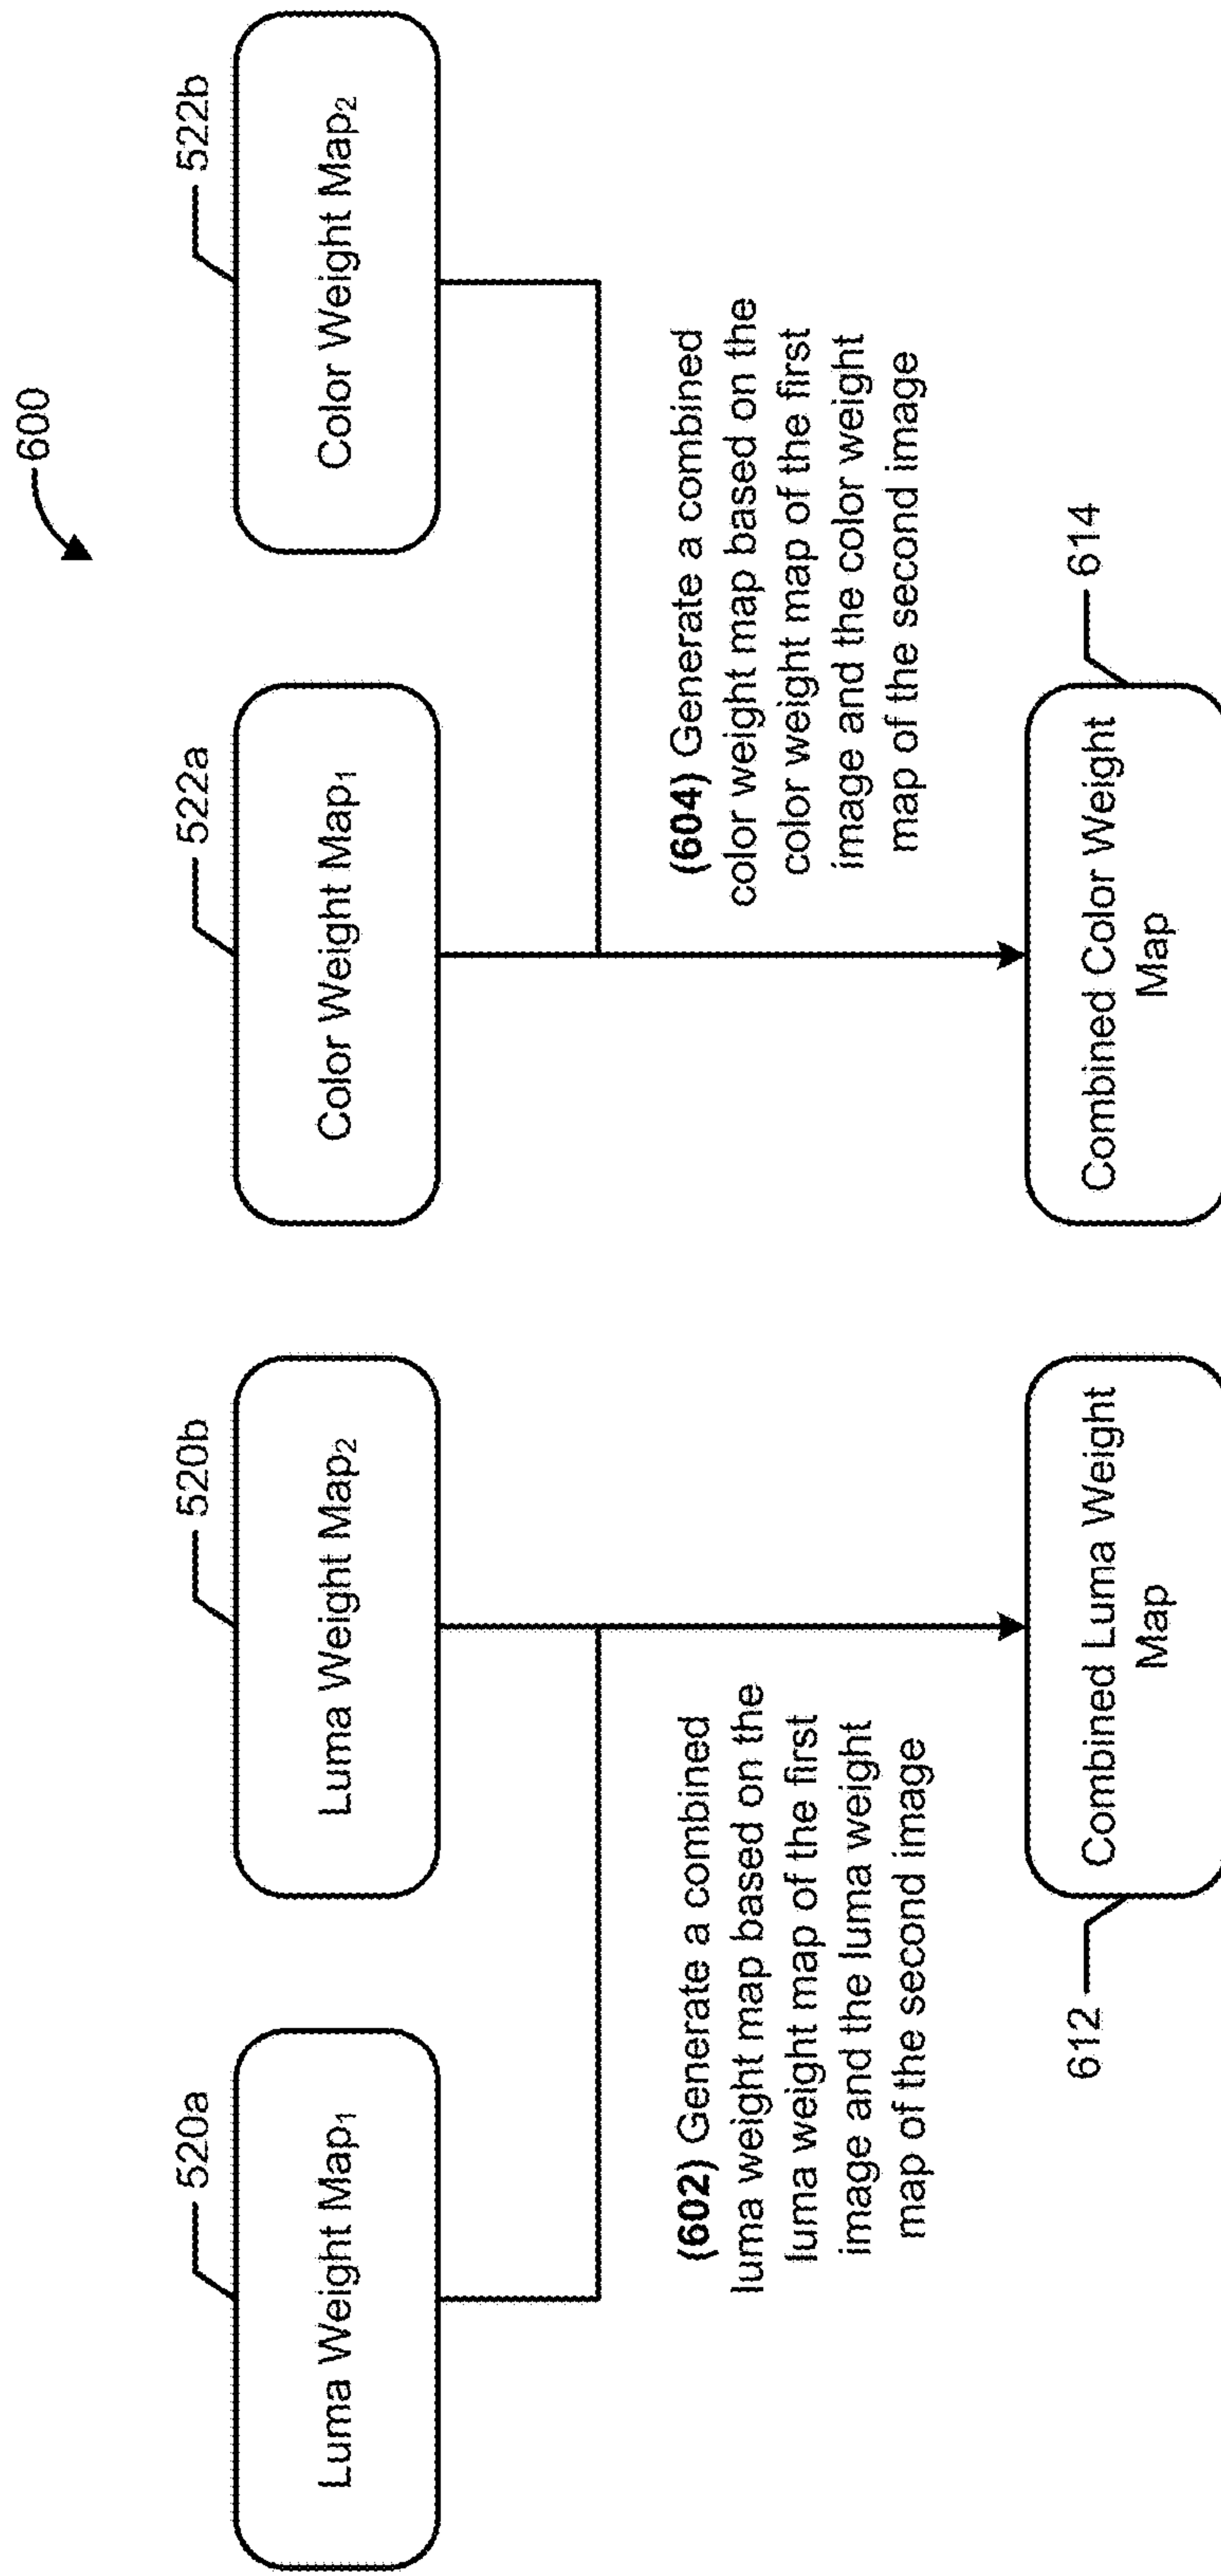 600
520a
520b
522a
522b
Luma Weight Map₁
Luma Weight Map₂
Color Weight Map₁
Color Weight Map₂
(602) Generate a combined
luma weight map based on the
luma weight map of the first
image and the luma weight
map of the second image
(604) Generate a combined
color weight map based on the
color weight map of the first
image and the color weight
map of the second image
612
Combined Luma Weight
Map
Combined Color Weight
Map
614